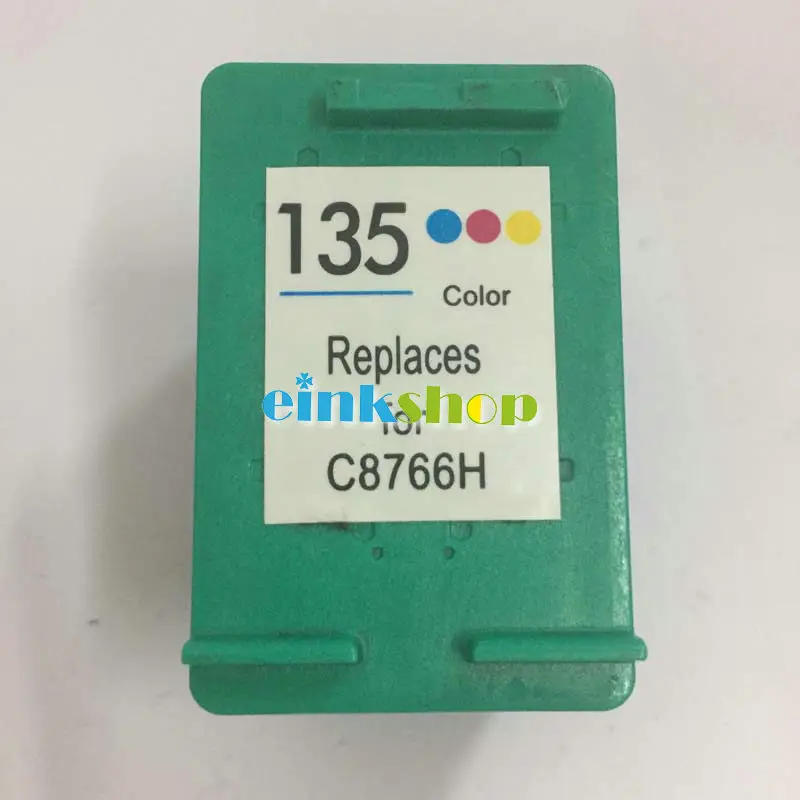 135
Color
Replaces
einkshop
for
C8766H